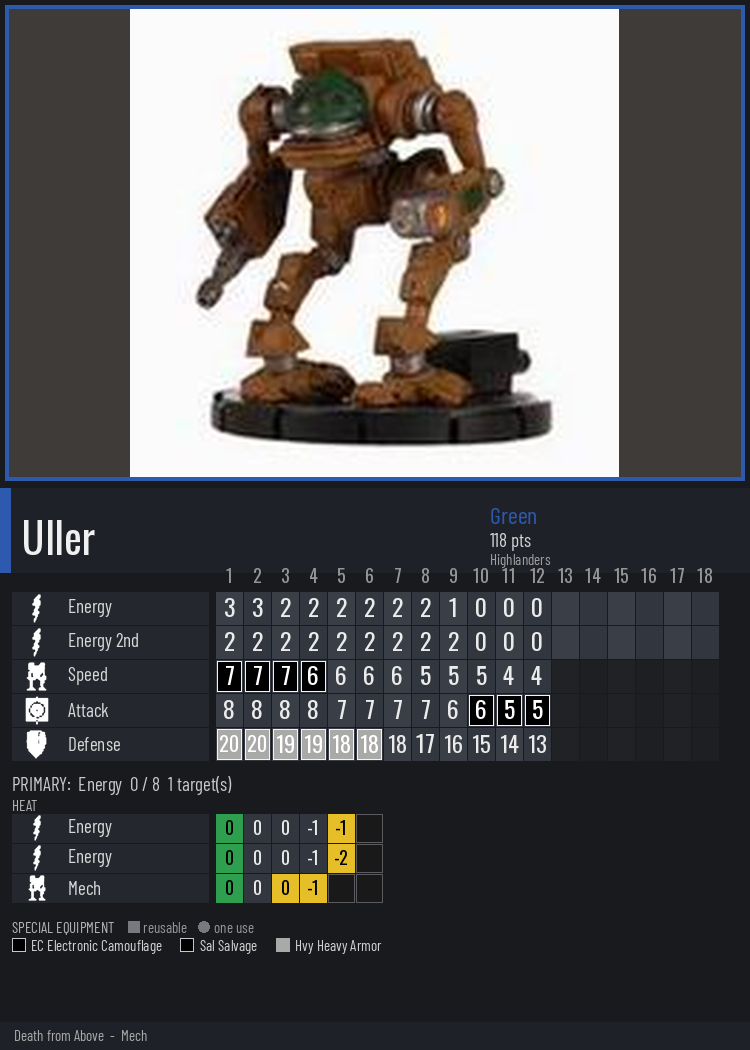 Uller
Green
118 pts
Highlanders
1 2 3 4 5 6 7 8 9 10 11 12 13 14 15 16 17 18
Energy 3 3 2 2 2 2 2 2 1 0 0 0
Energy 2nd 2 2 2 2 2 2 2 2 2 0 0 0
Speed 7 7 7 6 6 6 6 5 5 5 4 4
Attack 8 8 8 8 7 7 7 7 6 6 5 5
Defense 20 20 19 19 18 18 18 17 16 15 14 13
PRIMARY: Energy 0 / 8 1 target(s)
HEAT
Energy 0 0 0 -1 -1
Energy 0 0 0 -1 -2
Mech 0 0 0 -1
SPECIAL EQUIPMENT reusable one use
EC Electronic Camouflage Sal Salvage Hvy Heavy Armor
Death from Above - Mech